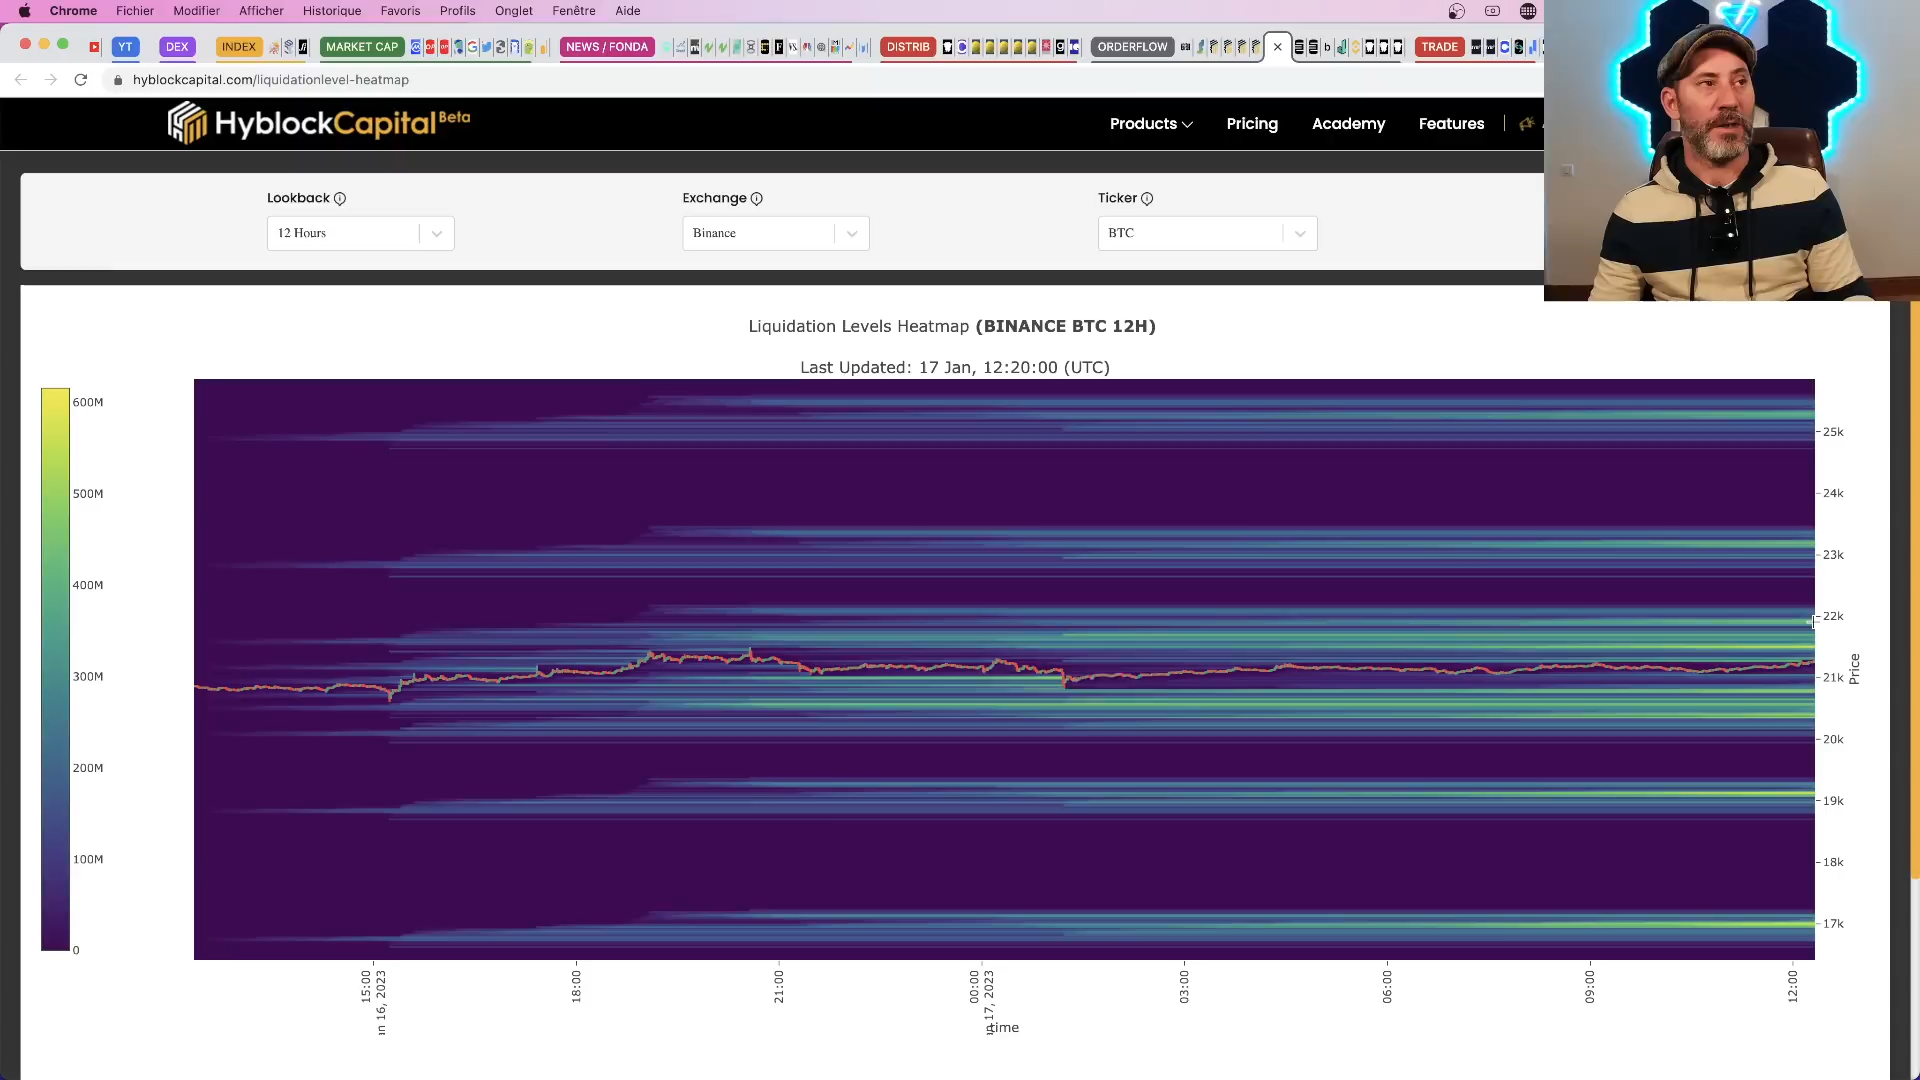 Chrome Fichier Modifier Afficher Historique Favoris Profils Onglet Fenêtre Aide
YT DEX INDEX MARKET CAP NEWS / FONDA DISTRIB ORDERFLOW TRADE
hyblockcapital.com/liquidationlevel-heatmap
HyblockCapital Beta
Products Pricing Academy Features
Lookback Exchange Ticker
12 Hours Binance BTC
Liquidation Levels Heatmap (BINANCE BTC 12H)
Last Updated: 17 Jan, 12:20:00 (UTC)
600M
500M
400M
300M
200M
100M
0
25k
24k
23k
22k
21k
20k
19k
18k
17k
Price
15:00
n 16, 2023
18:00
21:00
00:00
17, 2023
03:00
06:00
09:00
12:00
time